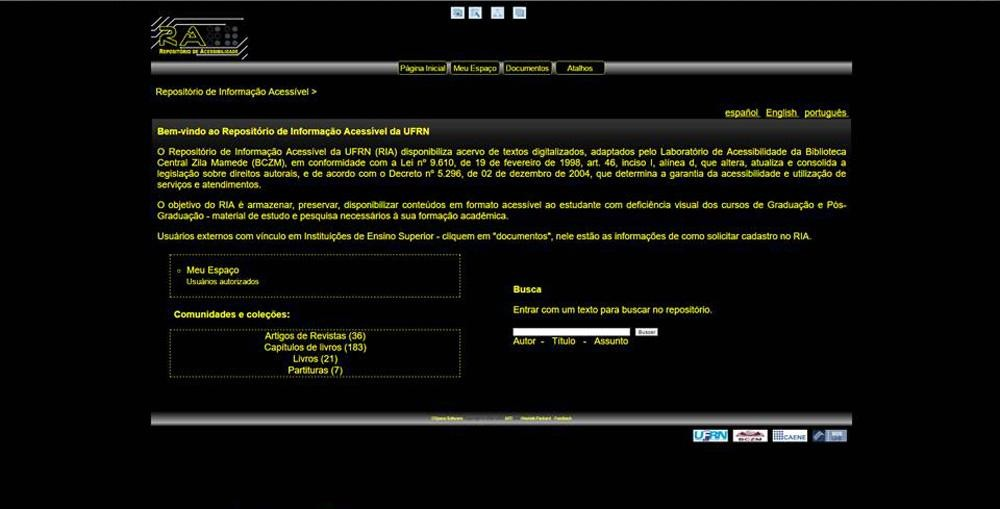 RA
REPOSITÓRIO DE ACESSIBILIDADE
Página Inicial Meu Espaço Documentos Atalhos
Repositório de Informação Acessível >
español English português
Bem-vindo ao Repositório de Informação Acessível da UFRN
O Repositório de Informação Acessível da UFRN (RIA) disponibiliza acervo de textos digitalizados, adaptados pelo Laboratório de Acessibilidade da Biblioteca
Central Zila Mamede (BCZM), em conformidade com a Lei nº 9.610, de 19 de fevereiro de 1998, art. 46, inciso I, alínea d, que altera, atualiza e consolida a
legislação sobre direitos autorais, e de acordo com o Decreto nº 5.296, de 02 de dezembro de 2004, que determina a garantia da acessibilidade e utilização de
serviços e atendimentos.
O objetivo do RIA é armazenar, preservar, disponibilizar conteúdos em formato acessível ao estudante com deficiência visual dos cursos de Graduação e Pós-
Graduação - material de estudo e pesquisa necessários à sua formação acadêmica.
Usuários externos com vínculo em Instituições de Ensino Superior - cliquem em "documentos", nele estão as informações de como solicitar cadastro no RIA.
Meu Espaço
Usuários autorizados
Comunidades e coleções:
Artigos de Revistas (36)
Capítulos de livros (183)
Livros (21)
Partituras (7)
Busca
Entrar com um texto para buscar no repositório.
Buscar
Autor - Título - Assunto
DSpace Software MIT Hewlett-Packard Feedback
UFRN BCZM CAENE